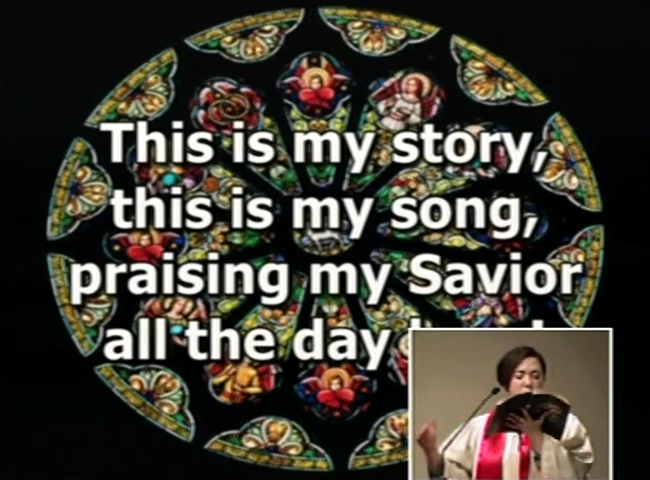 This is my story,
this is my song,
praising my Savior
all the day